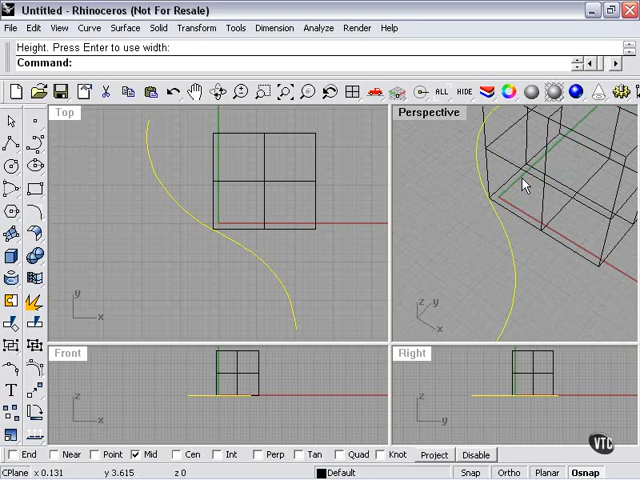 Untitled - Rhinoceros (Not For Resale)
File Edit View Curve Surface Solid Transform Tools Dimension Analyze Render Help
Height. Press Enter to use width:
Command:
ALL HIDE
Top
Perspective
y
x
z y
x
Front
Right
z
x
z
y
T
VTC
End Near Point Mid Cen Int Perp Tan Quad Knot Project Disable
CPlane x 0.131 y 3.615 z 0 Default Snap Ortho Planar Osnap